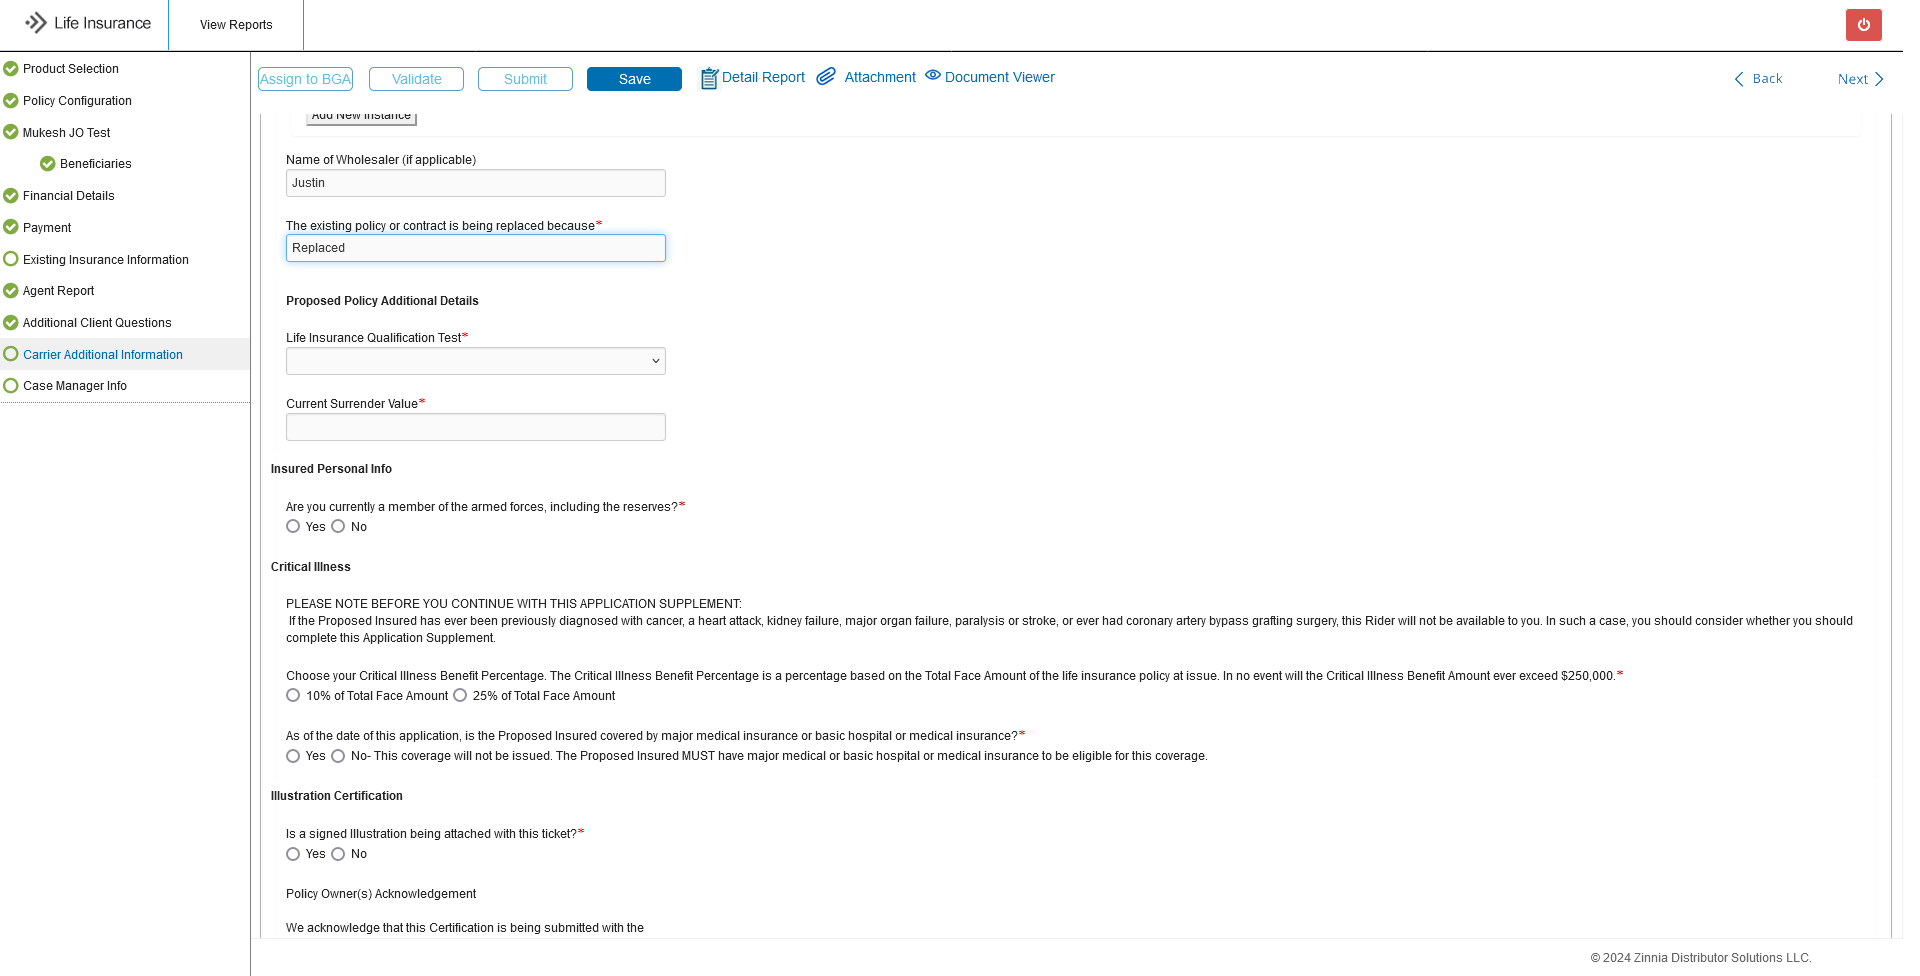 Life Insurance
View Reports
Product Selection
Policy Configuration
Mukesh JO Test
Beneficiaries
Financial Details
Payment
Existing Insurance Information
Agent Report
Additional Client Questions
Carrier Additional Information
Case Manager Info
Assign to BGA
Validate
Submit
Save
Detail Report
Attachment
Document Viewer
Back
Next
Add New Instance
Name of Wholesaler (if applicable)
Justin
The existing policy or contract is being replaced because*
Replaced
Proposed Policy Additional Details
Life Insurance Qualification Test*
Current Surrender Value*
Insured Personal Info
Are you currently a member of the armed forces, including the reserves?*
Yes No
Critical Illness
PLEASE NOTE BEFORE YOU CONTINUE WITH THIS APPLICATION SUPPLEMENT:
If the Proposed Insured has ever been previously diagnosed with cancer, a heart attack, kidney failure, major organ failure, paralysis or stroke, or ever had coronary artery bypass grafting surgery, this Rider will not be available to you. In such a case, you should consider whether you should
complete this Application Supplement.
Choose your Critical Illness Benefit Percentage. The Critical Illness Benefit Percentage is a percentage based on the Total Face Amount of the life insurance policy at issue. In no event will the Critical Illness Benefit Amount ever exceed $250,000.*
10% of Total Face Amount 25% of Total Face Amount
As of the date of this application, is the Proposed Insured covered by major medical insurance or basic hospital or medical insurance?*
Yes No- This coverage will not be issued. The Proposed Insured MUST have major medical or basic hospital or medical insurance to be eligible for this coverage.
Illustration Certification
Is a signed Illustration being attached with this ticket?*
Yes No
Policy Owner(s) Acknowledgement
We acknowledge that this Certification is being submitted with the
© 2024 Zinnia Distributor Solutions LLC.